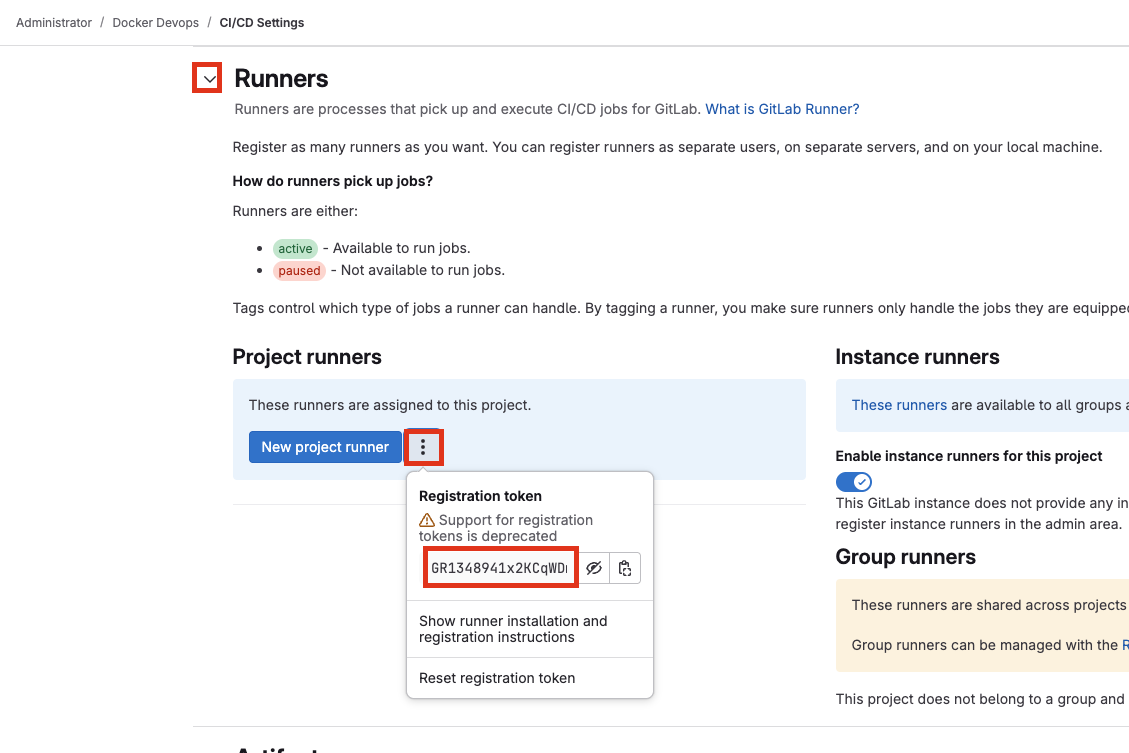 Administrator / Docker Devops / CI/CD Settings
Runners
Runners are processes that pick up and execute CI/CD jobs for GitLab. What is GitLab Runner?
Register as many runners as you want. You can register runners as separate users, on separate servers, and on your local machine.
How do runners pick up jobs?
Runners are either:
• active - Available to run jobs.
• paused - Not available to run jobs.
Tags control which type of jobs a runner can handle. By tagging a runner, you make sure runners only handle the jobs they are equipped
Project runners
These runners are assigned to this project.
New project runner
Registration token
Support for registration
tokens is deprecated
GR1348941x2KCqWD
Show runner installation and
registration instructions
Reset registration token
Instance runners
These runners are available to all groups
Enable instance runners for this project
This GitLab instance does not provide any in
register instance runners in the admin area.
Group runners
These runners are shared across projects
Group runners can be managed with the R
This project does not belong to a group and